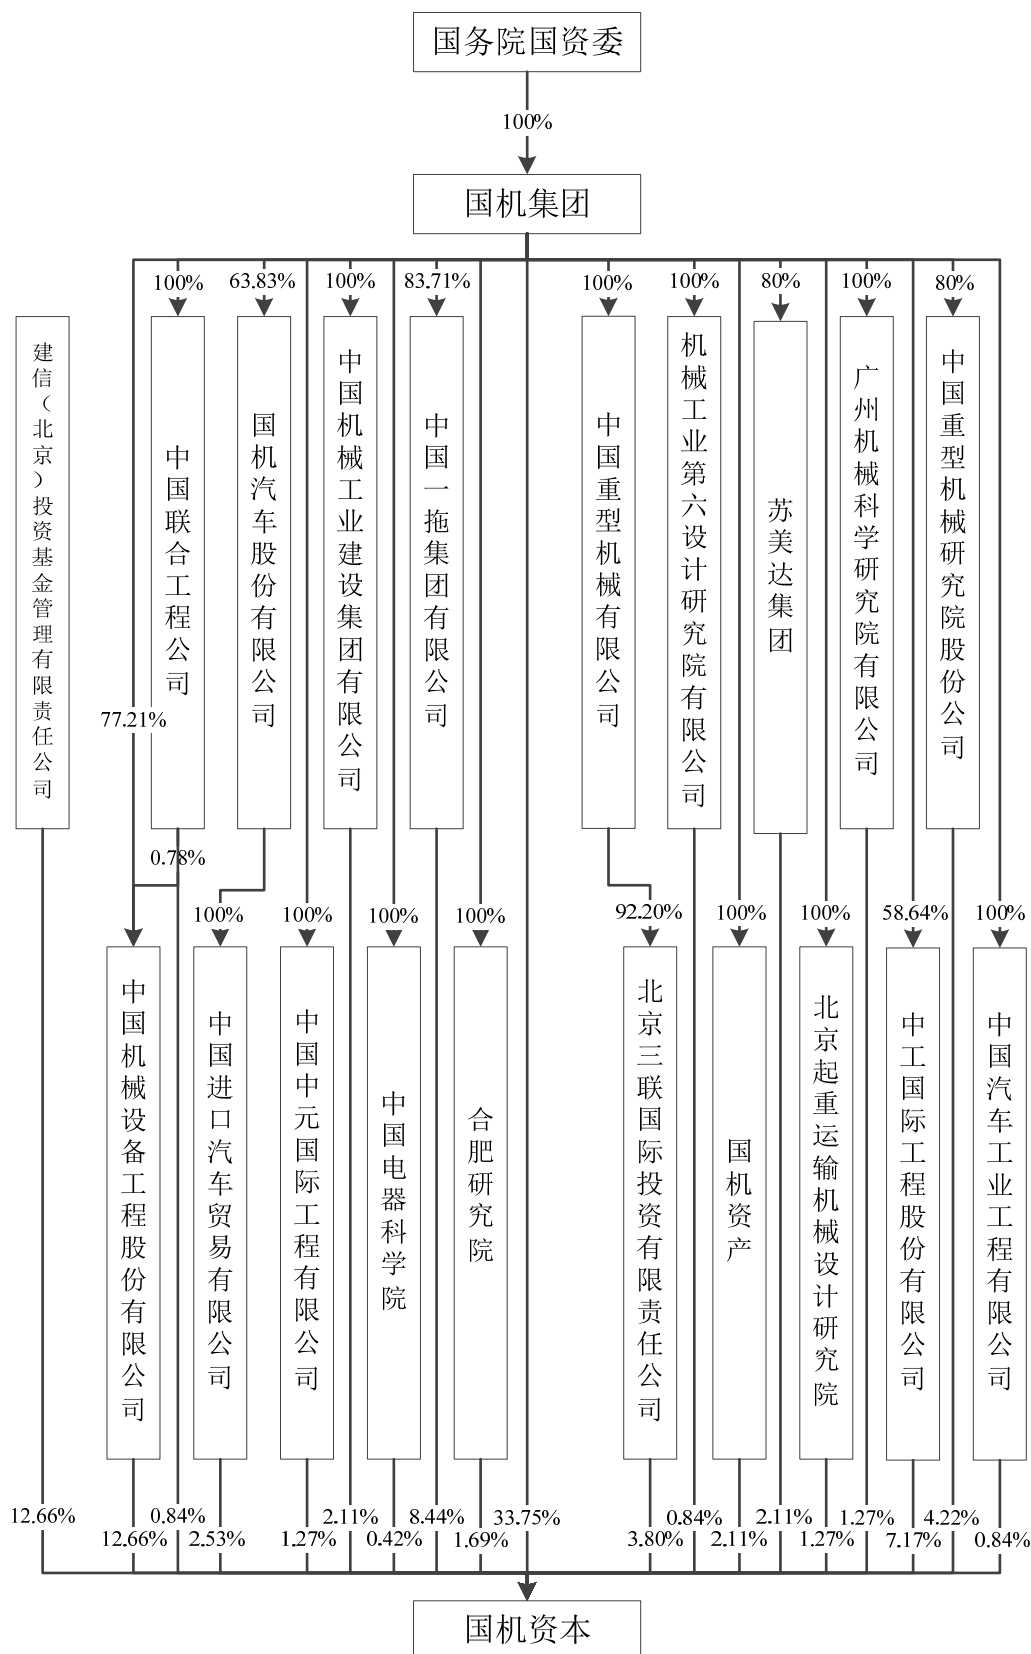 国务院国资委
100%
国机集团
100%
63.83%
100%
83.71%
100%
100%
80%
100%
80%
建信（北京）投资基金管理有限责任公司
中国联合工程公司
国机汽车股份有限公司
中国机械工业建设集团有限公司
中国一拖集团有限公司
中国重型机械有限公司
机械工业第六设计研究院有限公司
苏美达集团
广州机械科学研究院有限公司
中国重型机械研究院股份公司
77.21%
0.78%
100%
100%
100%
100%
92.20%
100%
100%
58.64%
100%
中国机械设备工程股份有限公司
中国进口汽车贸易有限公司
中国中元国际工程有限公司
中国电器科学院
合肥研究院
北京三联国际投资有限责任公司
国机资产
北京起重运输机械设计研究院
中工国际工程股份有限公司
中国汽车工业工程有限公司
12.66%
0.84%
2.11%
8.44%
33.75%
0.84%
2.11%
1.27%
4.22%
12.66%
2.53%
1.27%
0.42%
1.69%
3.80%
2.11%
1.27%
7.17%
0.84%
国机资本